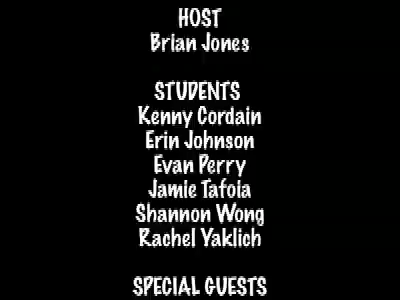 HOST
Brian Jones
STUDENTS
Kenny Cordain
Erin Johnson
Evan Perry
Jamie Tafoia
Shannon Wong
Rachel Yaklich
SPECIAL GUESTS